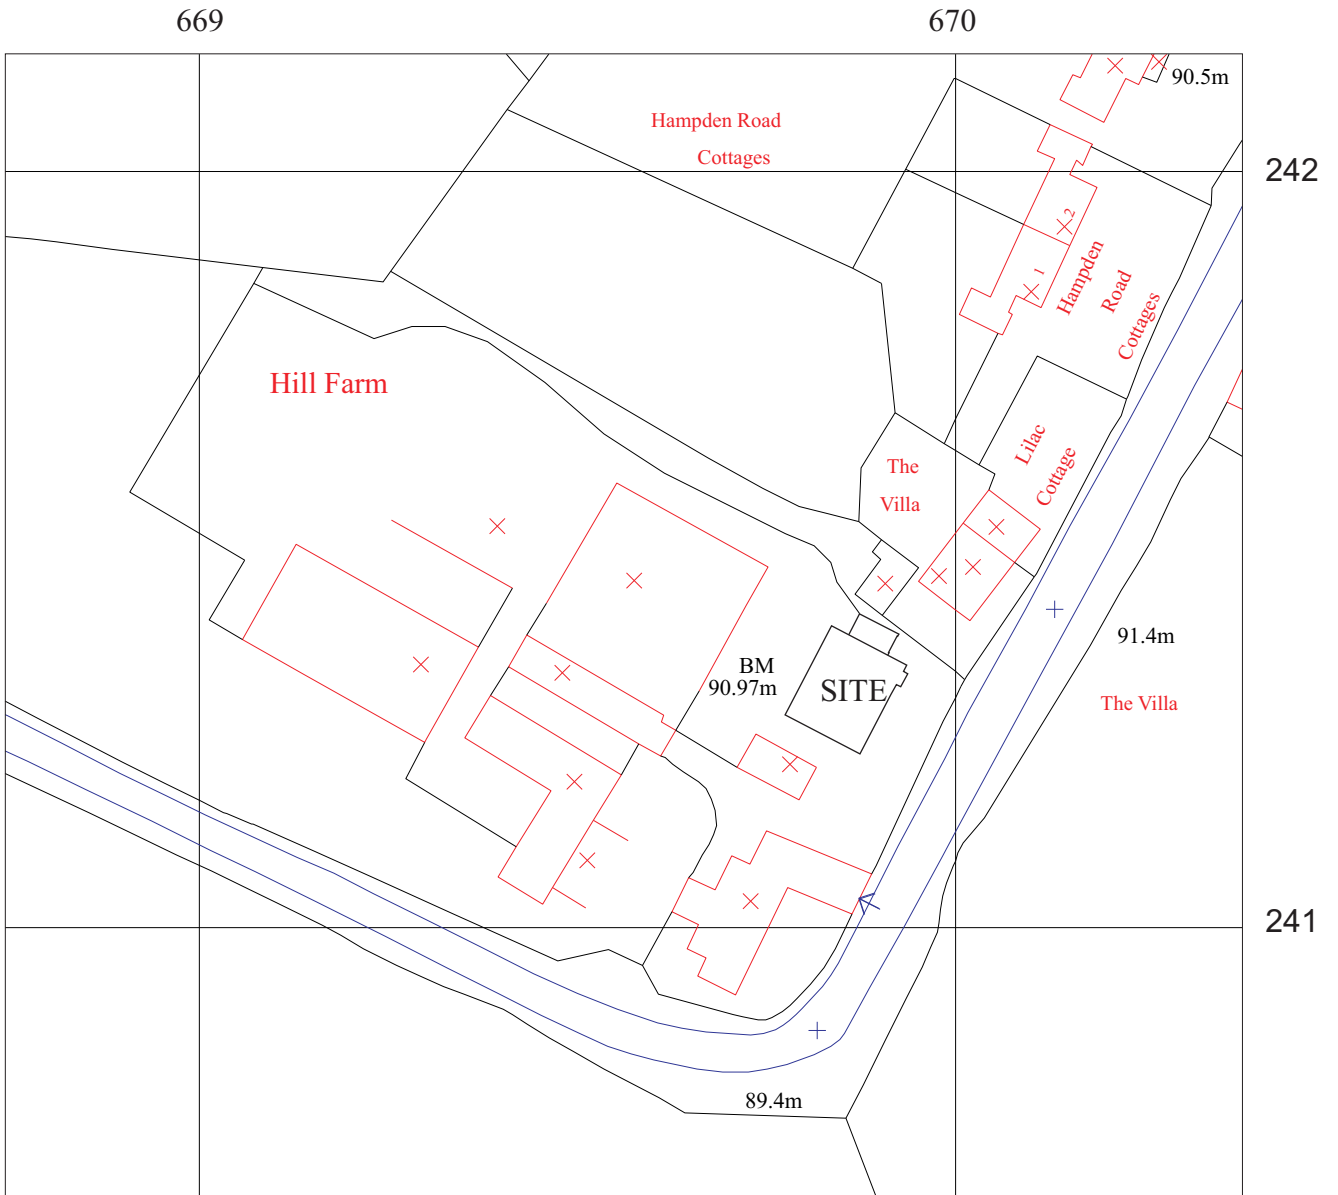 669
670
90.5m
Hampden Road
Cottages
242
2
1
Hampden
Road
Cottages
Hill Farm
Lilac
Cottage
The
Villa
91.4m
BM
90.97m
SITE
The Villa
241
89.4m